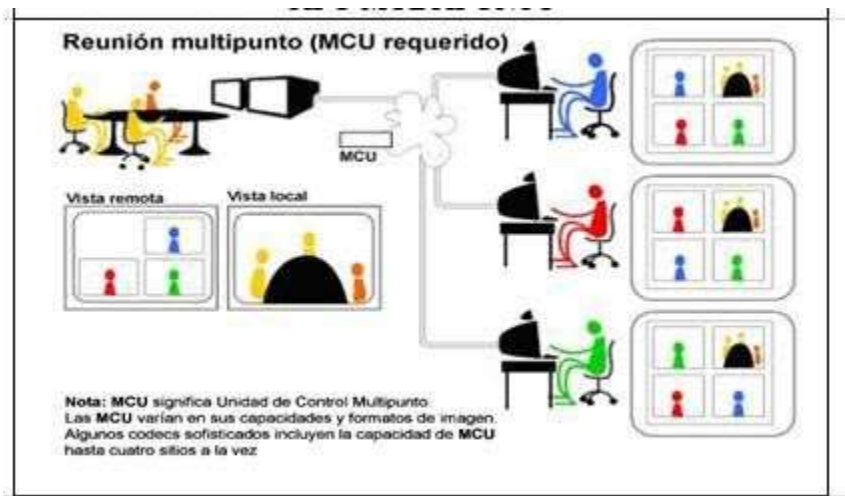 Reunión multipunto (MCU requerido)
MCU
Vista remota
Vista local
Nota: MCU significa Unidad de Control Multipunto.
Las MCU varían en sus capacidades y formatos de imagen.
Algunos codecs sofisticados incluyen la capacidad de MCU
hasta cuatro sitios a la vez